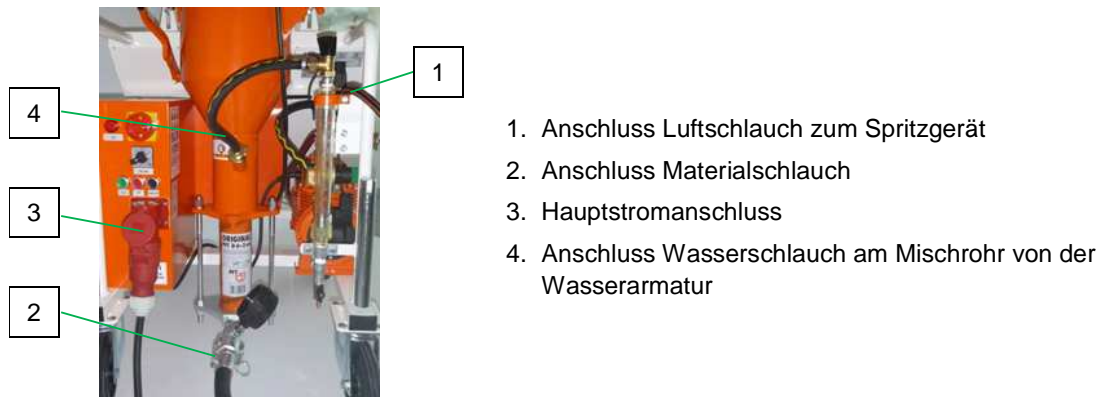 1
4
3
2
ORIGINAL
1. Anschluss Luftschlauch zum Spritzgerät
2. Anschluss Materialschlauch
3. Hauptstromanschluss
4. Anschluss Wasserschlauch am Mischrohr von der
Wasserarmatur